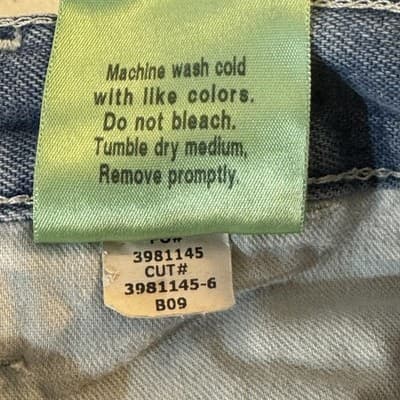 Machine wash cold
with like colors.
Do not bleach.
Tumble dry medium,
Remove promptly.
PO#
3981145
CUT#
3981145-6
B09